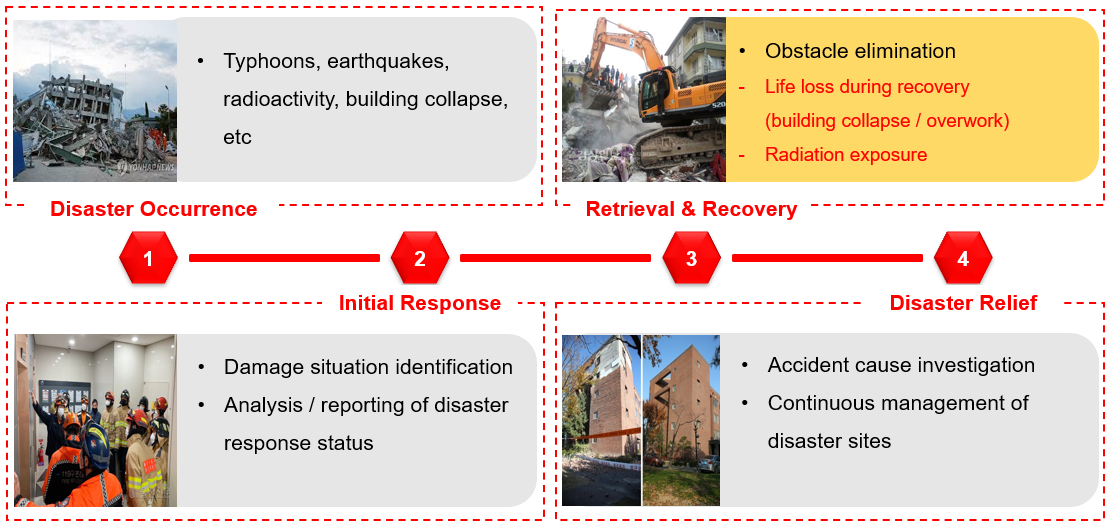 • Typhoons, earthquakes,
radioactivity, building collapse,
etc
YONHAPNEWS
Disaster Occurrence
• Obstacle elimination
- Life loss during recovery
(building collapse / overwork)
- Radiation exposure
HYUNDAI
Retrieval & Recovery
1
2
3
4
Initial Response
• Damage situation identification
• Analysis / reporting of disaster
response status
Disaster Relief
• Accident cause investigation
• Continuous management of
disaster sites